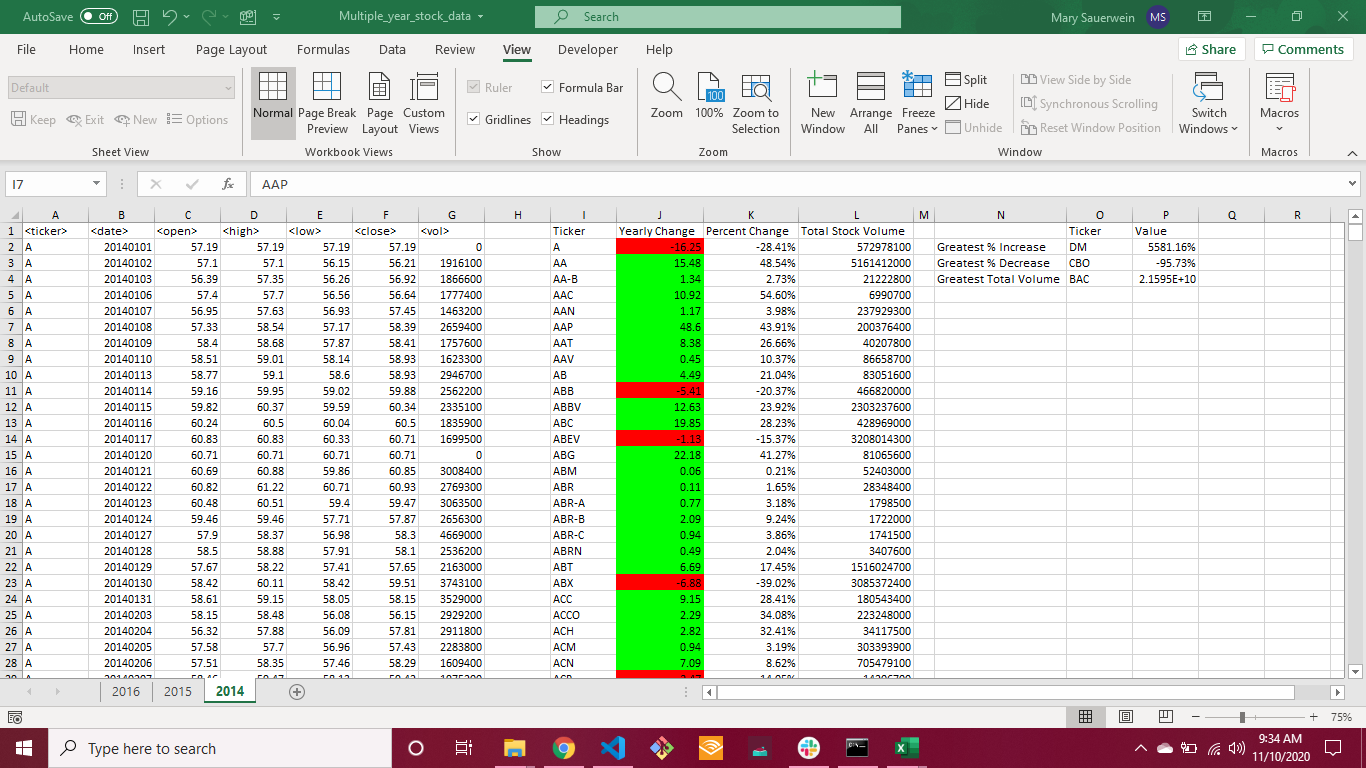 AutoSave Off Multiple_year_stock_data Search Mary Sauerwein MS
File Home Insert Page Layout Formulas Data Review View Developer Help Share Comments
Default
Keep Exit New Options
Sheet View
Normal Page Break Preview Page Layout Custom Views
Workbook Views
Ruler Formula Bar
Gridlines Headings
Show
Zoom 100 100% Zoom to Selection
Zoom
New Window Arrange All Freeze Panes
Split
Hide
Unhide
View Side by Side
Synchronous Scrolling
Reset Window Position
Switch Windows
Window
Macros
Macros
I7 fx AAP
A B C D E F G H I J K L M N O P Q R
1 <ticker> <date> <open> <high> <low> <close> <vol> Ticker Yearly Change Percent Change Total Stock Volume Ticker Value
2 A 20140101 57.19 57.19 57.19 57.19 0 A -16.25 -28.41% 572978100 Greatest % Increase DM 5581.16%
3 A 20140102 57.1 57.1 56.15 56.21 1916100 AA 15.48 48.54% 5161412000 Greatest % Decrease CBO -95.73%
4 A 20140103 56.39 57.35 56.26 56.92 1866600 AA-B 1.34 2.73% 21222800 Greatest Total Volume BAC 2.1595E+10
5 A 20140106 57.4 57.7 56.56 56.64 1777400 AAC 10.92 54.60% 6990700
6 A 20140107 56.95 57.63 56.93 57.45 1463200 AAN 1.17 3.98% 237929300
7 A 20140108 57.33 58.54 57.17 58.39 2659400 AAP 48.6 43.91% 200376400
8 A 20140109 58.4 58.68 57.87 58.41 1757600 AAT 8.38 26.66% 40207800
9 A 20140110 58.51 59.01 58.14 58.93 1623300 AAV 0.45 10.37% 86658700
10 A 20140113 58.77 59.1 58.6 58.93 2946700 AB 4.49 21.04% 83051600
11 A 20140114 59.16 59.95 59.02 59.88 2562200 ABB -5.41 -20.37% 466820000
12 A 20140115 59.82 60.37 59.59 60.34 2335100 ABBV 12.63 23.92% 2303237600
13 A 20140116 60.24 60.5 60.04 60.5 1835900 ABC 19.85 28.23% 428969000
14 A 20140117 60.83 60.83 60.33 60.71 1699500 ABEV -1.13 -15.37% 3208014300
15 A 20140120 60.71 60.71 60.71 60.71 0 ABG 22.18 41.27% 81065600
16 A 20140121 60.69 60.88 59.86 60.85 3008400 ABM 0.06 0.21% 52403000
17 A 20140122 60.82 61.22 60.71 60.93 2769300 ABR 0.11 1.65% 28348400
18 A 20140123 60.48 60.51 59.4 59.47 3063500 ABR-A 0.77 3.18% 1798500
19 A 20140124 59.46 59.46 57.71 57.87 2656300 ABR-B 2.09 9.24% 1722000
20 A 20140127 57.9 58.37 56.98 58.3 4669000 ABR-C 0.94 3.86% 1741500
21 A 20140128 58.5 58.88 57.91 58.1 2536200 ABRN 0.49 2.04% 3407600
22 A 20140129 57.67 58.22 57.41 57.65 2163000 ABT 6.69 17.45% 1516024700
23 A 20140130 58.42 60.11 58.42 59.51 3743100 ABX -6.88 -39.02% 3085372400
24 A 20140131 58.61 59.15 58.05 58.15 3529000 ACC 9.15 28.41% 180543400
25 A 20140203 58.15 58.48 56.08 56.15 2929200 ACCO 2.29 34.08% 223248000
26 A 20140204 56.32 57.88 56.09 57.81 2911800 ACH 2.82 32.41% 34117500
27 A 20140205 57.58 57.7 56.96 57.43 2283800 ACM 0.94 3.19% 303393900
28 A 20140206 57.51 58.35 57.46 58.29 1609400 ACN 7.09 8.62% 705479100
2016 2015 2014
75%
Type here to search
9:34 AM
11/10/2020